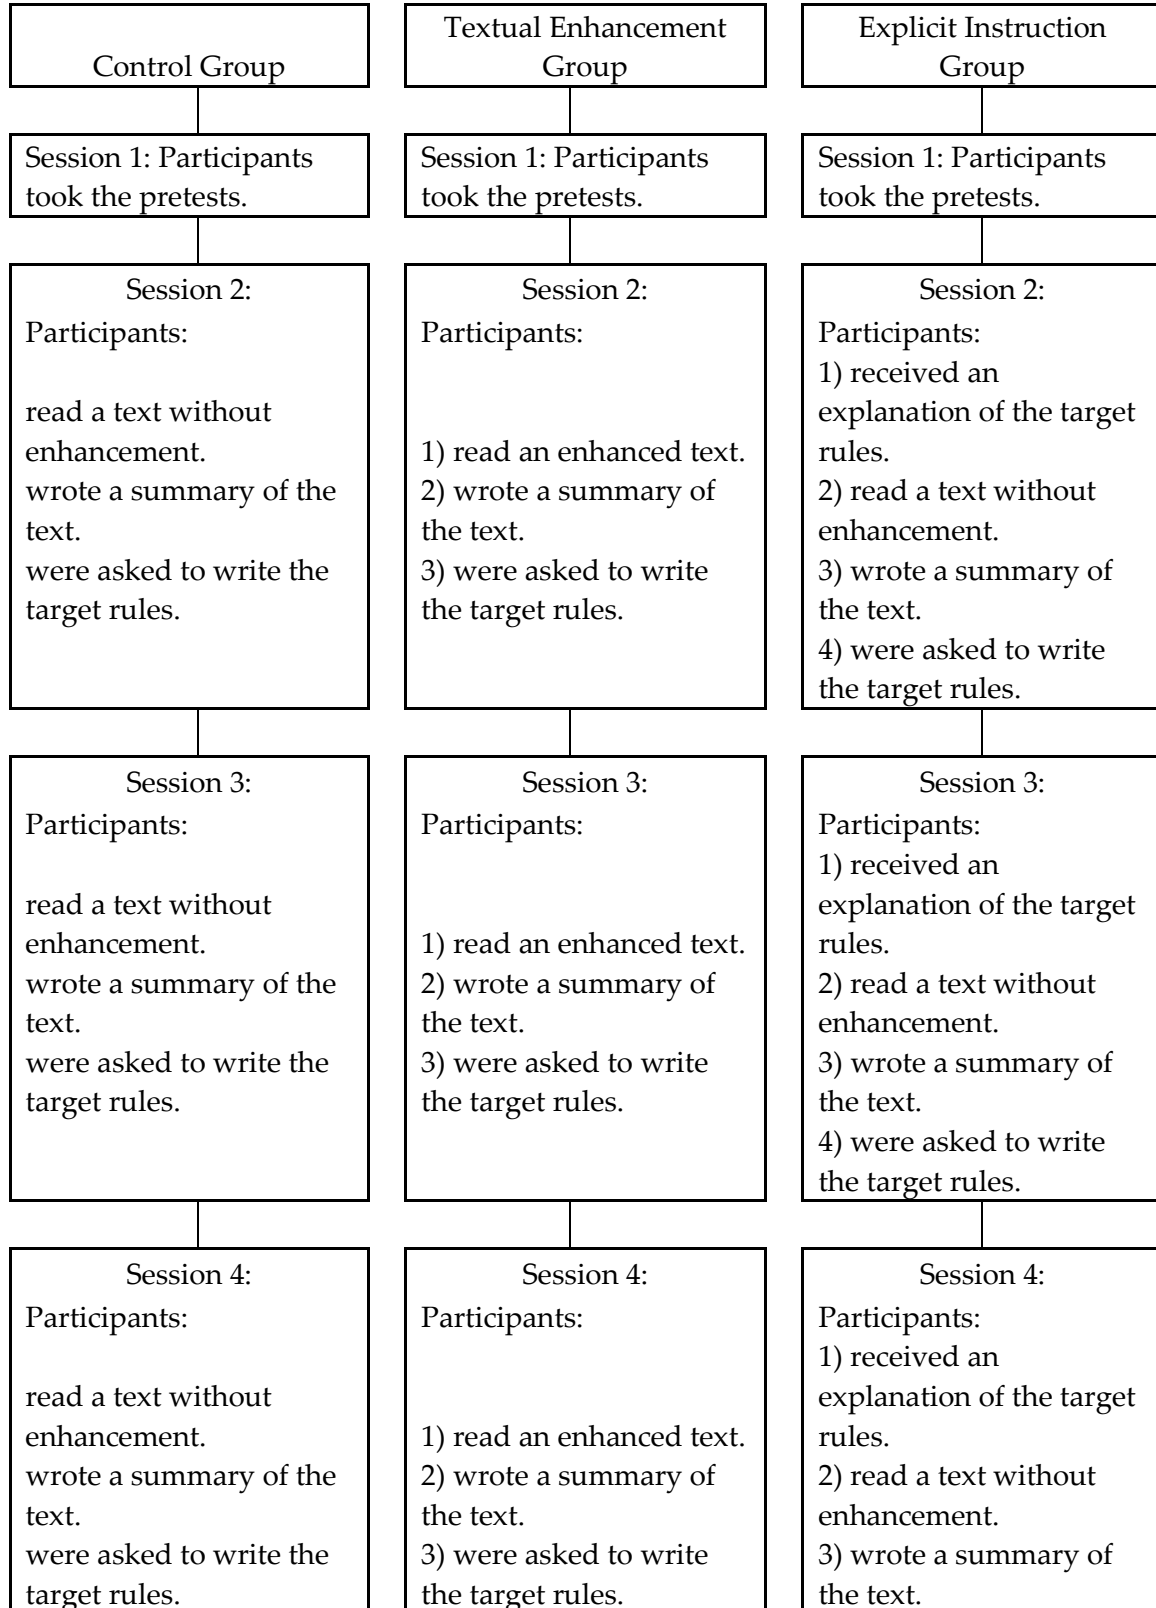 Control Group
Textual Enhancement
Group
Explicit Instruction
Group
Session 1: Participants
took the pretests.
Session 1: Participants
took the pretests.
Session 1: Participants
took the pretests.
Session 2:
Participants:
read a text without
enhancement.
wrote a summary of the
text.
were asked to write the
target rules.
Session 2:
Participants:
1) read an enhanced text.
2) wrote a summary of
the text.
3) were asked to write
the target rules.
Session 2:
Participants:
1) received an
explanation of the target
rules.
2) read a text without
enhancement.
3) wrote a summary of
the text.
4) were asked to write
the target rules.
Session 3:
Participants:
read a text without
enhancement.
wrote a summary of the
text.
were asked to write the
target rules.
Session 3:
Participants:
1) read an enhanced text.
2) wrote a summary of
the text.
3) were asked to write
the target rules.
Session 3:
Participants:
1) received an
explanation of the target
rules.
2) read a text without
enhancement.
3) wrote a summary of
the text.
4) were asked to write
the target rules.
Session 4:
Participants:
read a text without
enhancement.
wrote a summary of the
text.
were asked to write the
target rules.
Session 4:
Participants:
1) read an enhanced text.
2) wrote a summary of
the text.
3) were asked to write
the target rules.
Session 4:
Participants:
1) received an
explanation of the target
rules.
2) read a text without
enhancement.
3) wrote a summary of
the text.